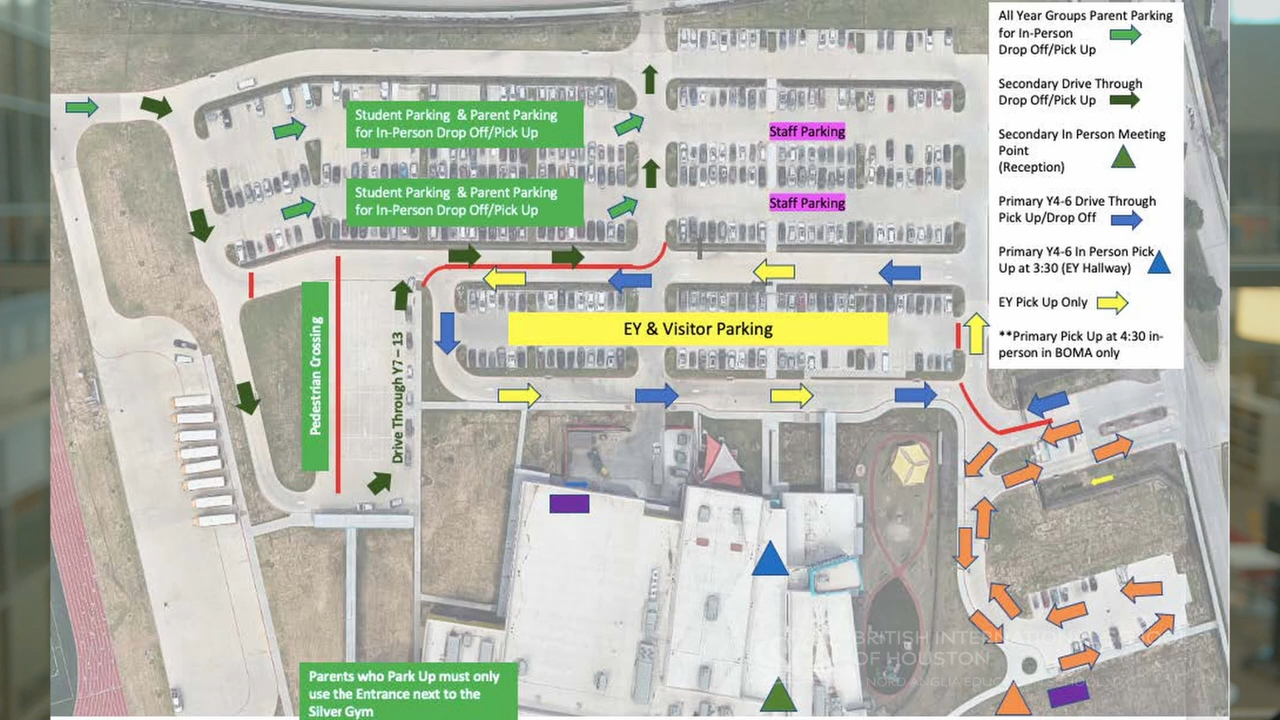 All Year Groups Parent Parking
for In-Person
Drop Off/Pick Up
Secondary Drive Through
Drop Off/Pick Up
Secondary In Person Meeting
Point
(Reception)
Primary Y4-6 Drive Through
Pick Up/Drop Off
Primary Y4-6 In Person Pick
Up at 3:30 (EY Hallway)
EY Pick Up Only
**Primary Pick Up at 4:30 in-
person in BOMA only
Student Parking & Parent Parking
for In-Person Drop Off/Pick Up
Staff Parking
Student Parking & Parent Parking
for In-Person Drop Off/Pick Up
Staff Parking
EY & Visitor Parking
Pedestrian Crossing
Drive Through Y7 – 13
BRITISH INTERNATIONAL
OF HOUSTON
NORD ANGLIA
Parents who Park Up must only
use the Entrance next to the
Silver Gym